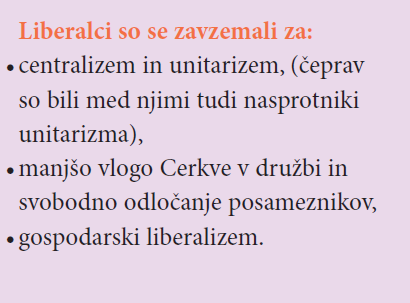 Liberalci so se zavzemali za:
• centralizem in unitarizem, (čeprav
so bili med njimi tudi nasprotniki
unitarizma),
• manjšo vlogo Cerkve v družbi in
svobodno odločanje posameznikov,
• gospodarski liberalizem.